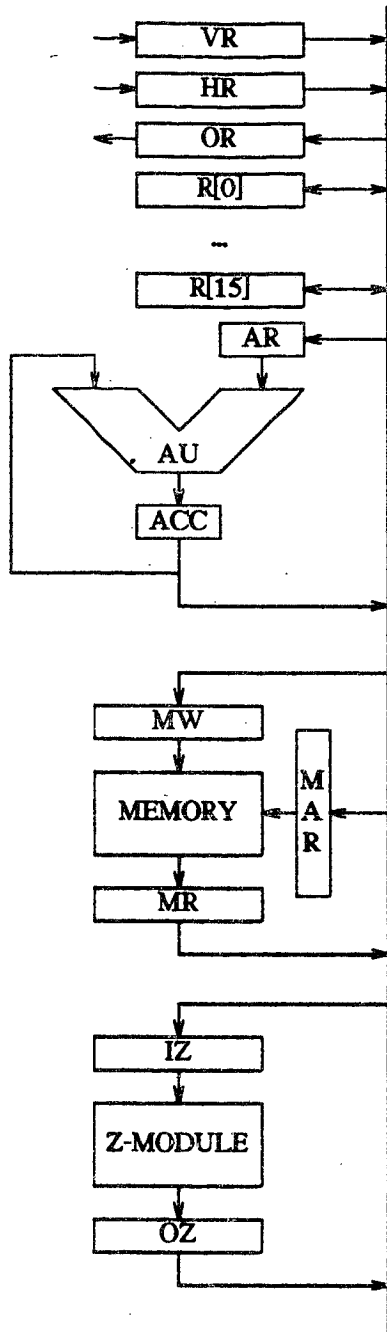 VR
HR
OR
R[0]
...
R[15]
AR
AU
ACC
MW
MEMORY
M
A
R
MR
IZ
Z-MODULE
OZ